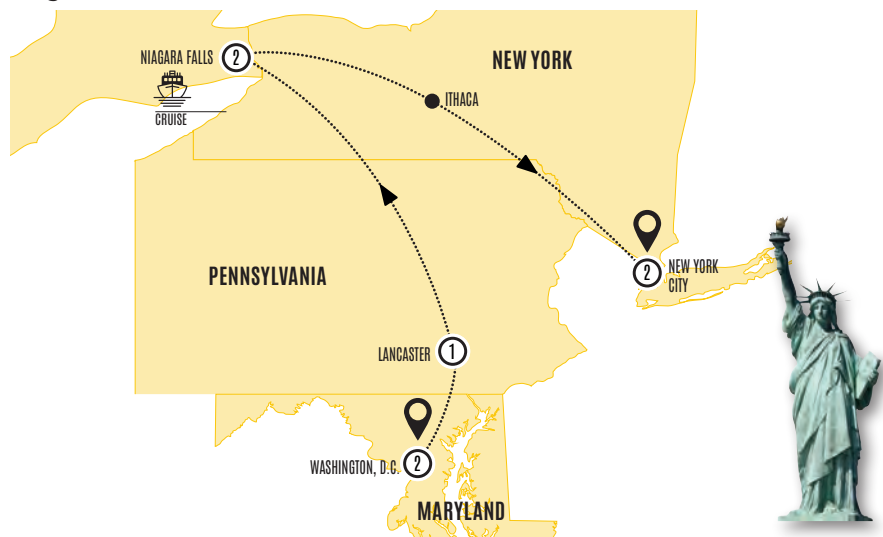 NIAGARA FALLS
2
NEW YORK
ITHACA
CRUISE
PENNSYLVANIA
2
NEW YORK
CITY
LANCASTER
1
WASHINGTON, D.C.
2
MARYLAND